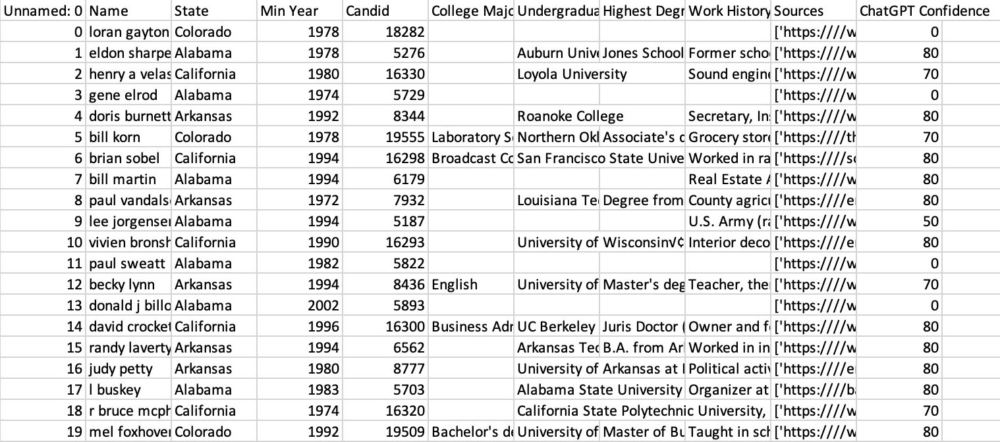 Unnamed: 0 Name State Min Year Candid College Majc Undergradua Highest Degr Work History Sources ChatGPT Confidence
0 loran gayton Colorado 1978 18282 ['https:////w 0
1 eldon sharpe Alabama 1978 5276 Auburn Unive Jones School Former scho ['https:////w 80
2 henry a velas California 1980 16330 Loyola University Sound engine ['https:////w 70
3 gene elrod Alabama 1974 5729 ['https:////w 0
4 doris burnett Arkansas 1992 8344 Roanoke College Secretary, Ins ['https:////w 80
5 bill korn Colorado 1978 19555 Laboratory S Northern Okl Associate's d Grocery store ['https:////th 70
6 brian sobel California 1994 16298 Broadcast Co San Francisco State Unive Worked in ra ['https:////so 80
7 bill martin Alabama 1994 6179 Real Estate A ['https:////w 80
8 paul vandals Arkansas 1972 7932 Louisiana Te Degree from County agricu ['https:////e 80
9 lee jorgensen Alabama 1994 5187 U.S. Army (ra ['https:////w 50
10 vivien bronsh California 1990 16293 University of Wisconsin√¢ Interior deco ['https:////e 80
11 paul sweatt Alabama 1982 5822 ['https:////w 0
12 becky lynn Arkansas 1994 8436 English University of Master's deg Teacher, the ['https:////w 70
13 donald j billo Alabama 2002 5893 ['https:////w 0
14 david crocket California 1996 16300 Business Adr UC Berkeley Juris Doctor ( Owner and f ['https:////w 80
15 randy laverty Arkansas 1994 6562 Arkansas Tec B.A. from Ar Worked in in ['https:////w 80
16 judy petty Arkansas 1980 8777 University of Arkansas at Political activ ['https:////e 80
17 l buskey Alabama 1983 5703 Alabama State University Organizer at ['https:////b 80
18 r bruce mcph California 1974 16320 California State Polytechnic University, ['https:////w 70
19 mel foxhover Colorado 1992 19509 Bachelor's de University of Master of Bu Taught in sch ['https:////w 80